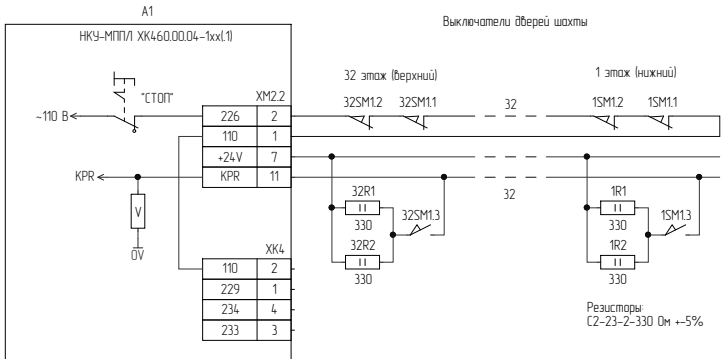 A1
Выключатели дверей шахты
НКУ-МППЛ ХК460.00.04-1хх(.1)
32 этаж (верхний)
1 этаж (нижний)
"СТОП"
XM2.2
32SM1.2 32SM1.1
32
1SM1.2 1SM1.1
~110 В
226 2
110 1
+24V 7
KPR
KPR 11
32
32R1
330
32SM1.3
32R2
330
1R1
330
1SM1.3
1R2
330
V
0V
XK4
110 2
229 1
234 4
233 3
Резисторы:
С2-23-2-330 Ом +-5%